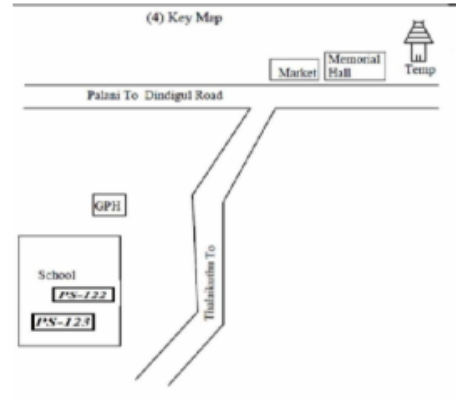 (4) Key Map
Memorial
Market Hall Temp
Palani To Dindigul Road
GPH
Thalaikuthu To
School
PS-122
PS-123